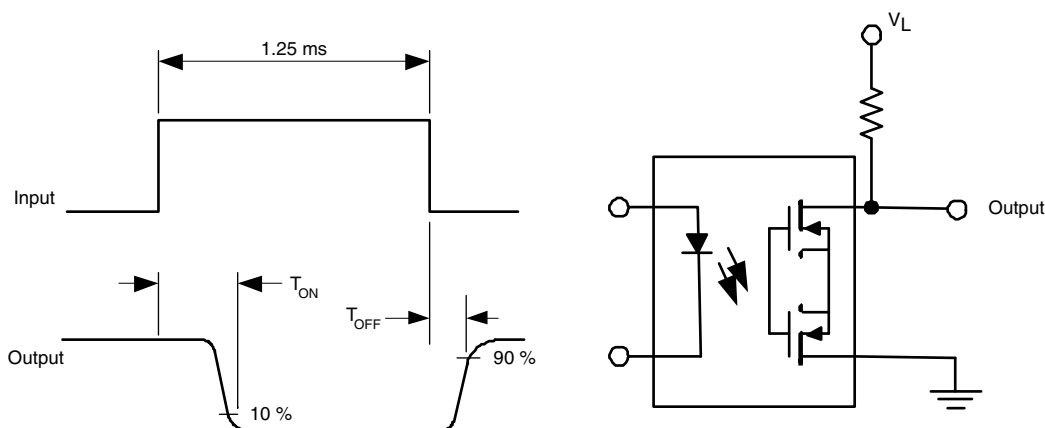 1.25 ms
Input
T_ON
T_OFF
Output
90 %
10 %
V_L
Output